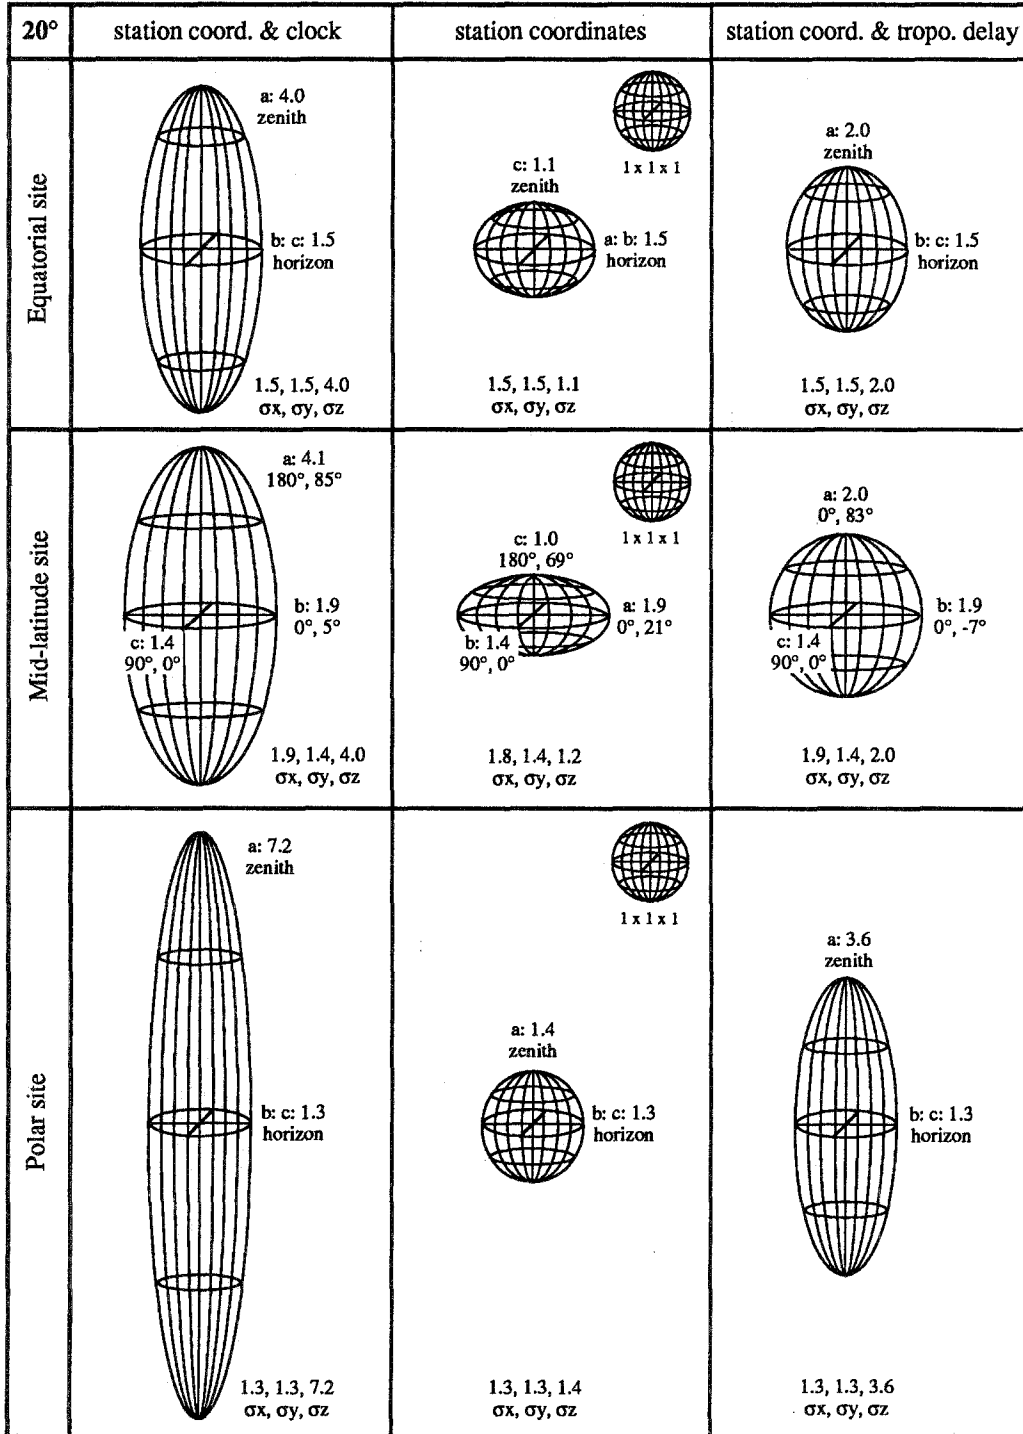 20°
station coord. & clock
station coordinates
station coord. & tropo. delay
Equatorial site
a: 4.0
zenith
b: c: 1.5
horizon
1.5, 1.5, 4.0
σx, σy, σz
1 x 1 x 1
c: 1.1
zenith
a: b: 1.5
horizon
1.5, 1.5, 1.1
σx, σy, σz
a: 2.0
zenith
b: c: 1.5
horizon
1.5, 1.5, 2.0
σx, σy, σz
Mid-latitude site
a: 4.1
180°, 85°
b: 1.9
0°, 5°
c: 1.4
90°, 0°
1.9, 1.4, 4.0
σx, σy, σz
1 x 1 x 1
c: 1.0
180°, 69°
a: 1.9
0°, 21°
b: 1.4
90°, 0°
1.8, 1.4, 1.2
σx, σy, σz
a: 2.0
0°, 83°
b: 1.9
0°, -7°
c: 1.4
90°, 0°
1.9, 1.4, 2.0
σx, σy, σz
Polar site
a: 7.2
zenith
b: c: 1.3
horizon
1.3, 1.3, 7.2
σx, σy, σz
1 x 1 x 1
a: 1.4
zenith
b: c: 1.3
horizon
1.3, 1.3, 1.4
σx, σy, σz
a: 3.6
zenith
b: c: 1.3
horizon
1.3, 1.3, 3.6
σx, σy, σz